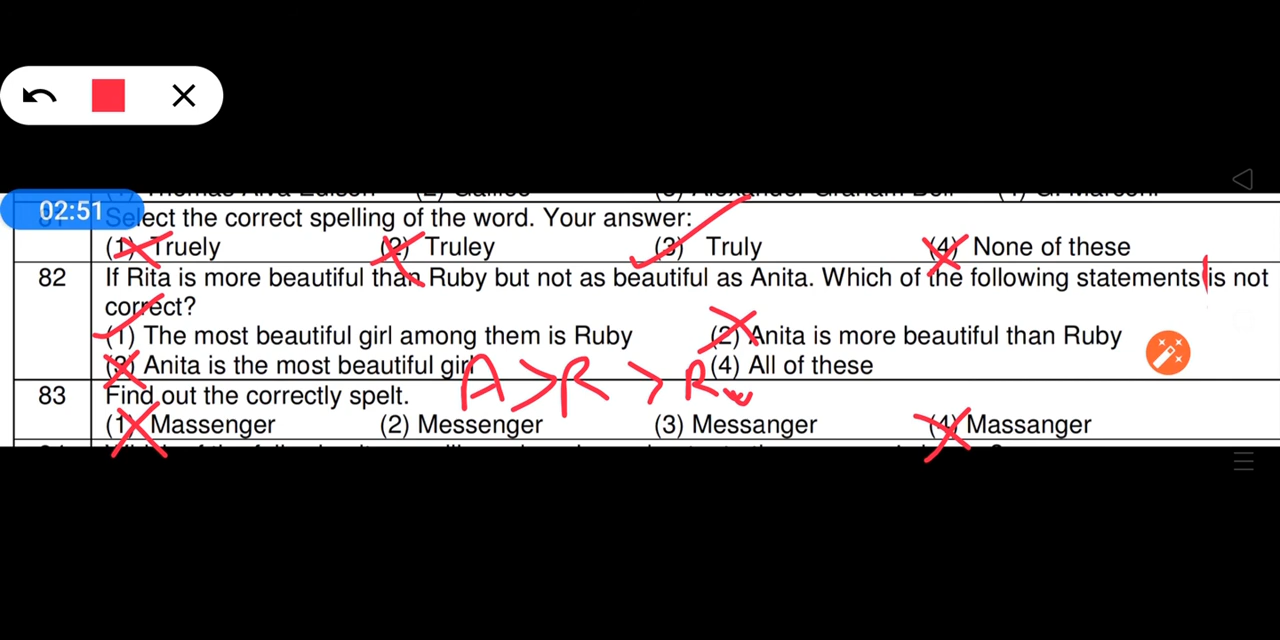 02:51
Select the correct spelling of the word. Your answer:
(1) Truely (2) Truley (3) Truly (4) None of these
82 If Rita is more beautiful than Ruby but not as beautiful as Anita. Which of the following statements is not
correct?
(1) The most beautiful girl among them is Ruby (2) Anita is more beautiful than Ruby
(3) Anita is the most beautiful girl (4) All of these
A > R > R
83 Find out the correctly spelt.
(1) Massenger (2) Messenger (3) Messanger (4) Massanger